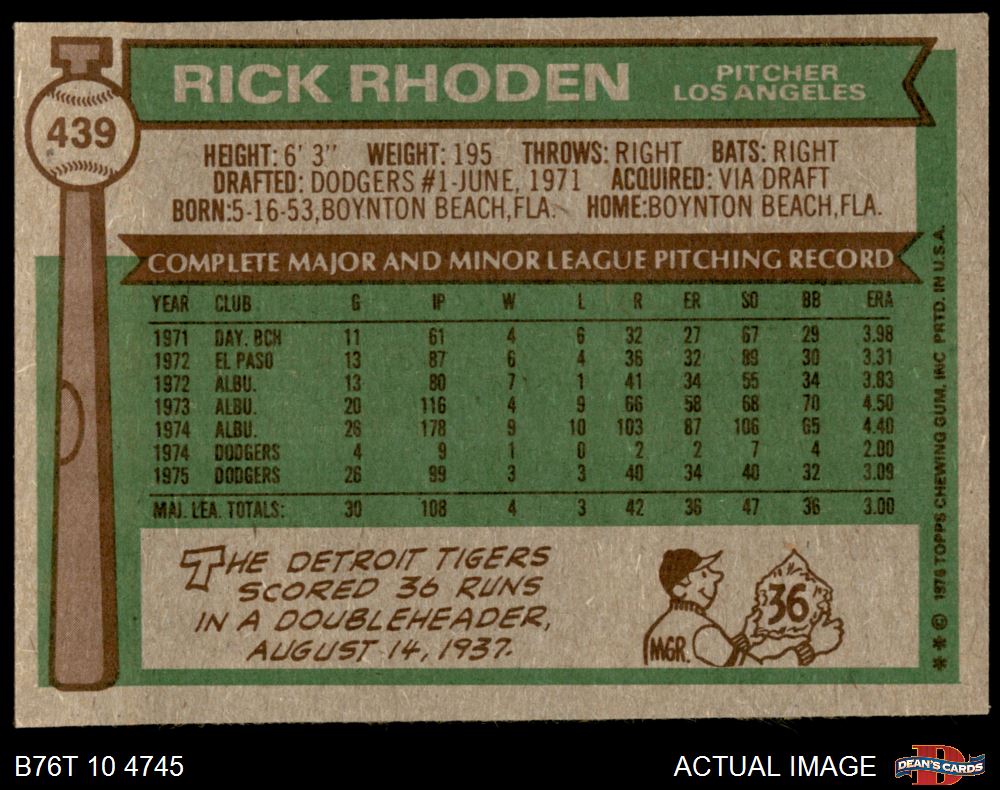 RICK RHODEN
PITCHER
LOS ANGELES
439
HEIGHT: 6' 3" WEIGHT: 195 THROWS: RIGHT BATS: RIGHT
DRAFTED: DODGERS #1-JUNE, 1971 ACQUIRED: VIA DRAFT
BORN:5-16-53,BOYNTON BEACH,FLA. HOME:BOYNTON BEACH,FLA.
COMPLETE MAJOR AND MINOR LEAGUE PITCHING RECORD
YEAR CLUB G IP W L R ER SO BB ERA
1971 DAY. BCH 11 61 4 6 32 27 67 29 3.98
1972 EL PASO 13 87 6 4 36 32 89 30 3.31
1972 ALBU. 13 80 7 1 41 34 55 34 3.83
1973 ALBU. 20 116 4 9 66 58 68 70 4.50
1974 ALBU. 26 178 9 10 103 87 106 65 4.40
1974 DODGERS 4 9 1 0 2 2 7 4 2.00
1975 DODGERS 26 99 3 3 40 34 40 32 3.09
MAJ. LEA. TOTALS: 30 108 4 3 42 36 47 36 3.00
THE DETROIT TIGERS
SCORED 36 RUNS
IN A DOUBLEHEADER,
AUGUST 14, 1937.
36
MGR.
** © 1976 TOPPS CHEWING GUM, INC PRTD. IN U.S.A.
B76T 10 4745
ACTUAL IMAGE
DEAN'S CARDS